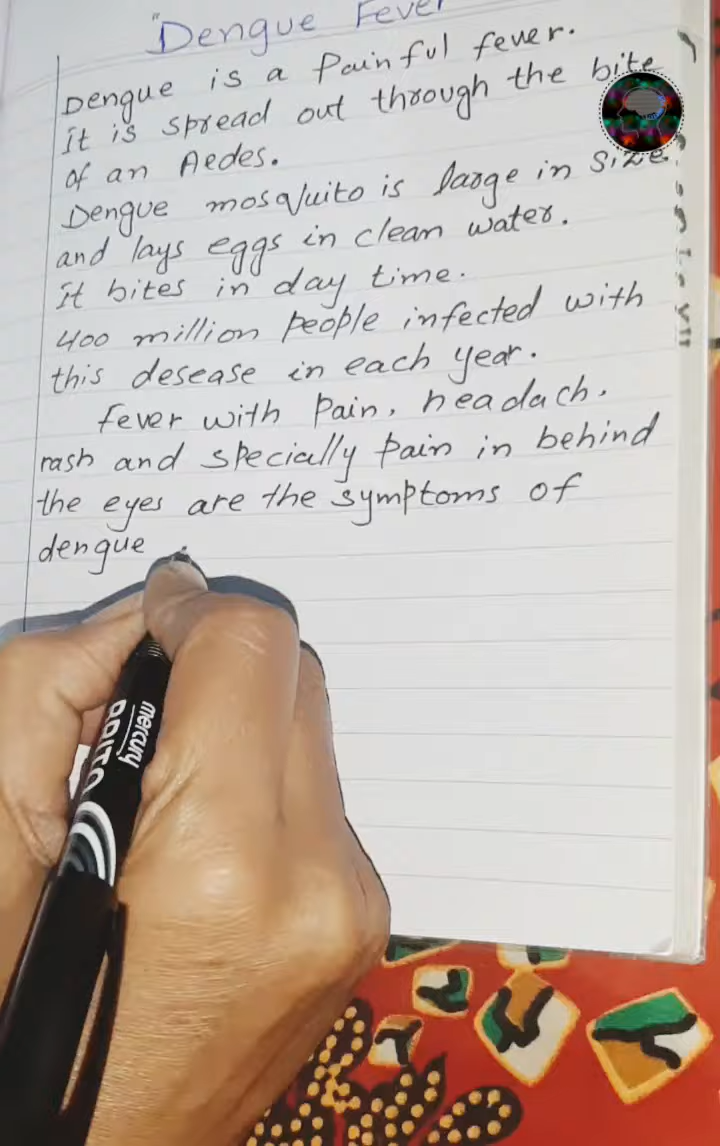 "Dengue Fever
Dengue is a Painful fever.
it is spread out through the bite
of an Aedes.
Dengue mosquito is large in size
and lays eggs in clean water.
it bites in day time.
400 million people infected with
this desease in each year.
fever with pain, headach,
rash and specially pain in behind
the eyes are the symptoms of
dengue
mercury